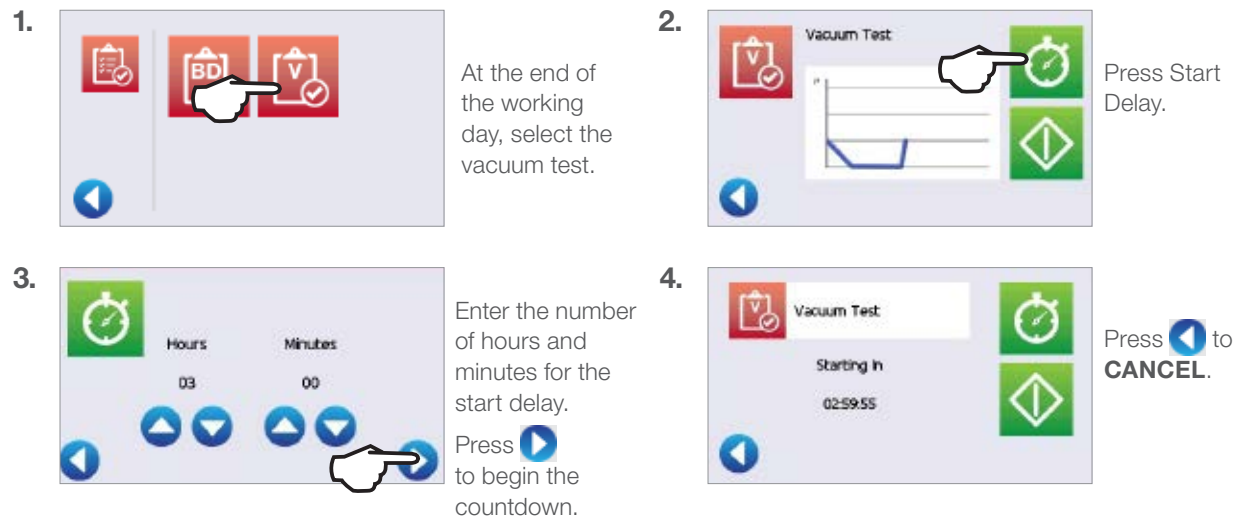 1.
BD
V
At the end of
the working
day, select the
vacuum test.
2.
V
Vacuum Test
P
Press Start
Delay.
3.
Hours
Minutes
03
00
Enter the number
of hours and
minutes for the
start delay.
Press
to begin the
countdown.
4.
V
Vacuum Test
Starting In
02:59:55
Press to
CANCEL.